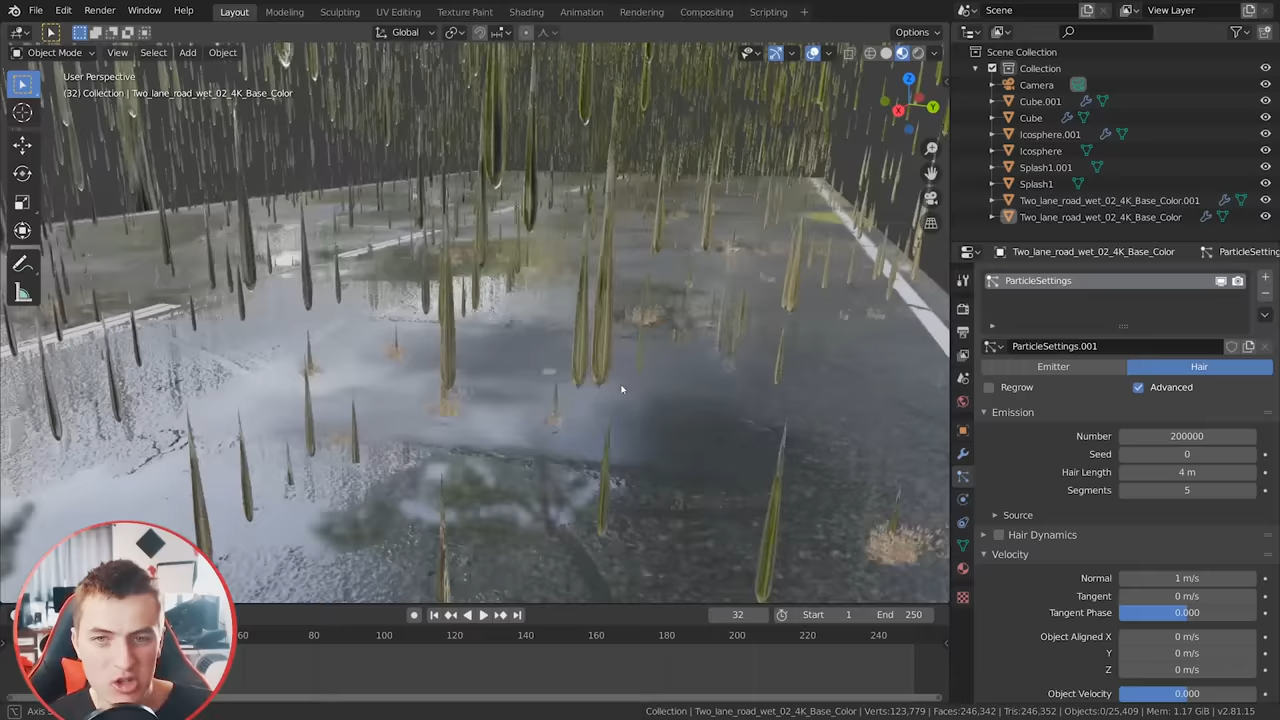 File Edit Render Window Help Layout Modeling Sculpting UV Editing Texture Paint Shading Animation Rendering Compositing Scripting + Scene View Layer
Global Options
Object Mode View Select Add Object
User Perspective
(32) Collection | Two_lane_road_wet_02_4K_Base_Color
Z
Y
X
Scene Collection
Collection
Camera
Cube.001
Cube
Icosphere.001
Icosphere
Splash1.001
Splash1
Two_lane_road_wet_02_4K_Base_Color.001
Two_lane_road_wet_02_4K_Base_Color
Two_lane_road_wet_02_4K_Base_Color ParticleSettings
ParticleSettings
ParticleSettings.001
Emitter Hair
Regrow Advanced
Emission
Number 200000
Seed 0
Hair Length 4 m
Segments 5
Source
Hair Dynamics
Velocity
Normal 1 m/s
Tangent 0 m/s
Tangent Phase 0.000
Object Aligned X 0 m/s
Y 0 m/s
Z 0 m/s
Object Velocity 0.000
32 Start 1 End 250
60 80 100 120 140 160 180 200 220 240
Collection | Two_lane_road_wet_02_4K_Base_Color | Verts:123,779 | Faces:246,342 | Tris:246,352 | Objects:0/25,409 | Mem: 1.17 GiB | v2.81.15